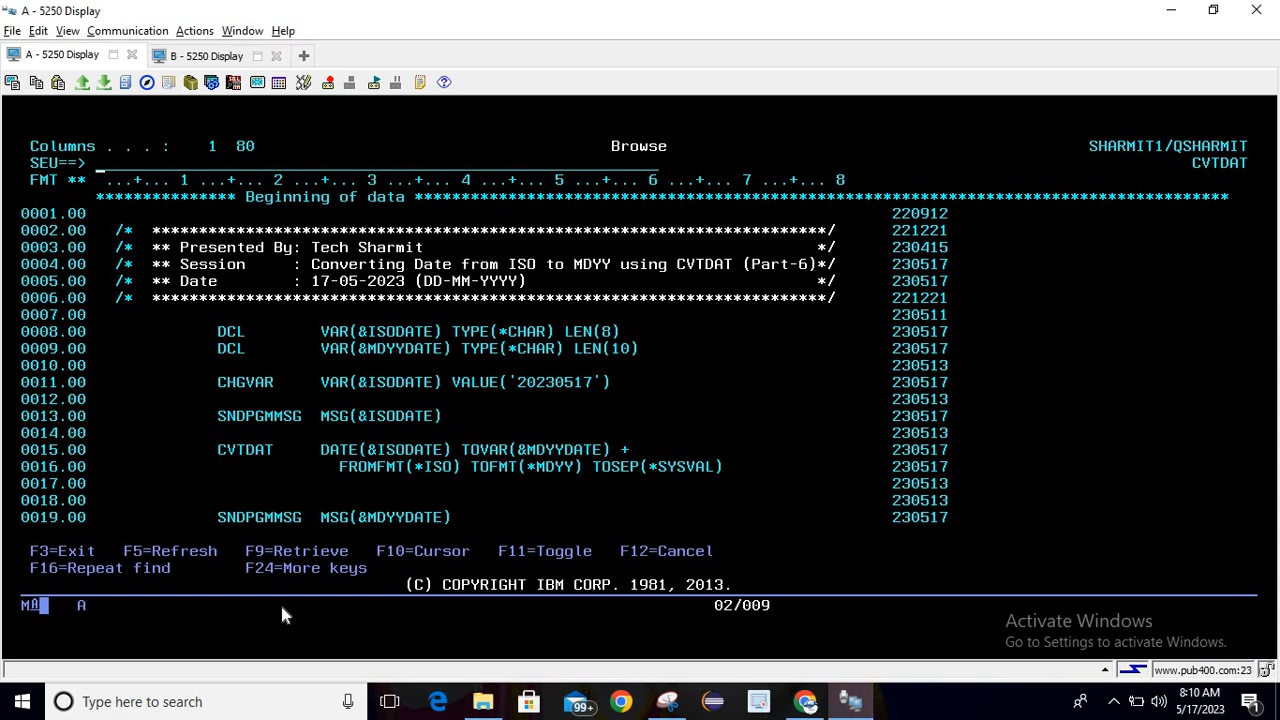 A - 5250 Display
File Edit View Communication Actions Window Help
A - 5250 Display B - 5250 Display
Columns . . . : 1 80 Browse SHARMIT1/QSHARMIT
SEU==> CVTDAT
FMT ** ...+... 1 ...+... 2 ...+... 3 ...+... 4 ...+... 5 ...+... 6 ...+... 7 ...+... 8
*************** Beginning of data *****************************************************************************************
0001.00 220912
0002.00 /* ************************************************************************/ 221221
0003.00 /* ** Presented By: Tech Sharmit */ 230415
0004.00 /* ** Session : Converting Date from ISO to MDYY using CVTDAT (Part-6)*/ 230517
0005.00 /* ** Date : 17-05-2023 (DD-MM-YYYY) */ 230517
0006.00 /* ************************************************************************/ 221221
0007.00 230511
0008.00 DCL VAR(&ISODATE) TYPE(*CHAR) LEN(8) 230517
0009.00 DCL VAR(&MDYYDATE) TYPE(*CHAR) LEN(10) 230517
0010.00 230513
0011.00 CHGVAR VAR(&ISODATE) VALUE('20230517') 230517
0012.00 230513
0013.00 SNDPGMMSG MSG(&ISODATE) 230517
0014.00 230513
0015.00 CVTDAT DATE(&ISODATE) TOVAR(&MDYYDATE) + 230517
0016.00 FROMFMT(*ISO) TOFMT(*MDYY) TOSEP(*SYSVAL) 230517
0017.00 230513
0018.00 230513
0019.00 SNDPGMMSG MSG(&MDYYDATE) 230517
F3=Exit F5=Refresh F9=Retrieve F10=Cursor F11=Toggle F12=Cancel
F16=Repeat find F24=More keys
(C) COPYRIGHT IBM CORP. 1981, 2013.
MA A 02/009
Activate Windows
Go to Settings to activate Windows.
www.pub400.com:23
Type here to search 99+ 8:10 AM
5/17/2023 1